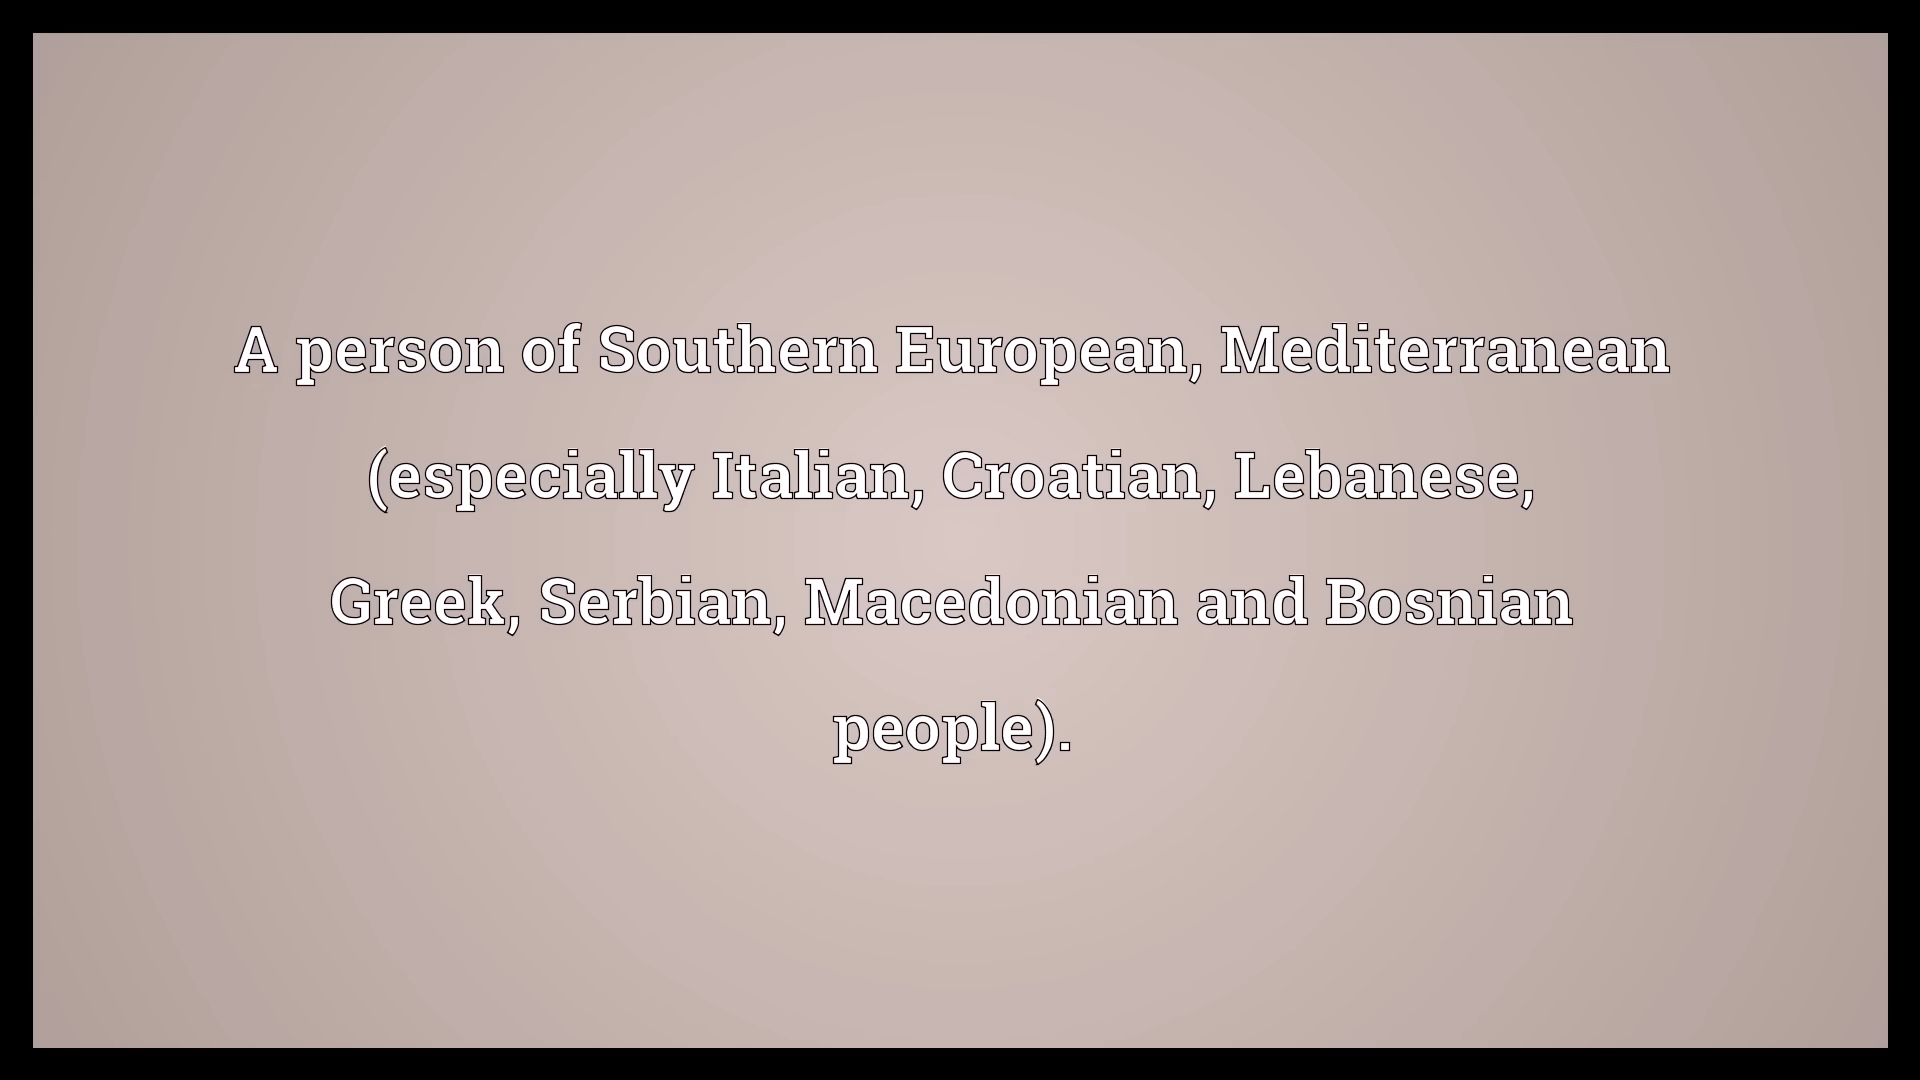 A person of Southern European, Mediterranean
(especially Italian, Croatian, Lebanese,
Greek, Serbian, Macedonian and Bosnian
people).